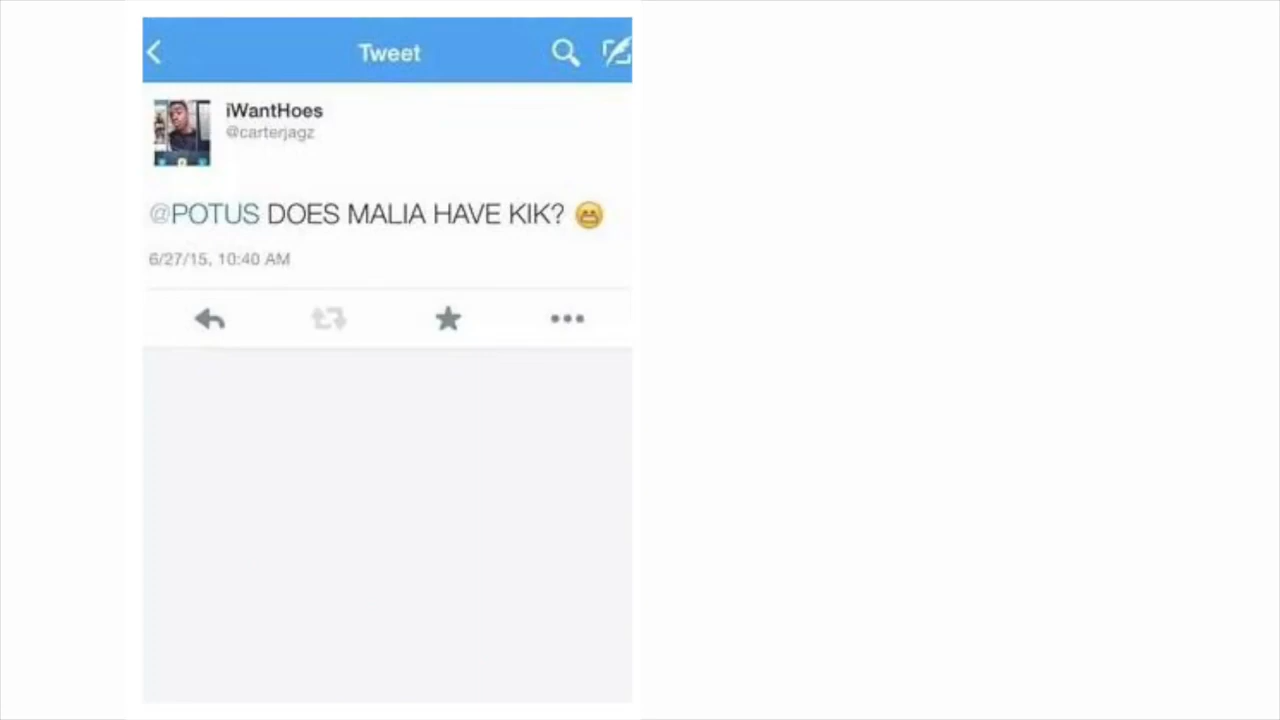 Tweet
iWantHoes
@carterjagz
@POTUS DOES MALIA HAVE KIK? 😁
6/27/15, 10:40 AM